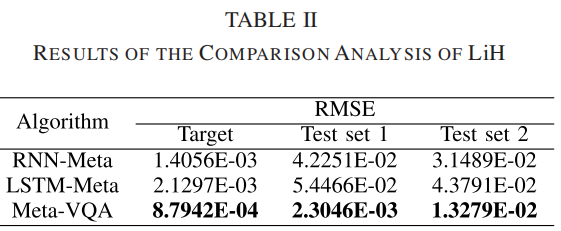 TABLE II
RESULTS OF THE COMPARISON ANALYSIS OF LiH
Algorithm RMSE
Target Test set 1 Test set 2
RNN-Meta 1.4056E-03 4.2251E-02 3.1489E-02
LSTM-Meta 2.1297E-03 5.4466E-02 4.3791E-02
Meta-VQA 8.7942E-04 2.3046E-03 1.3279E-02